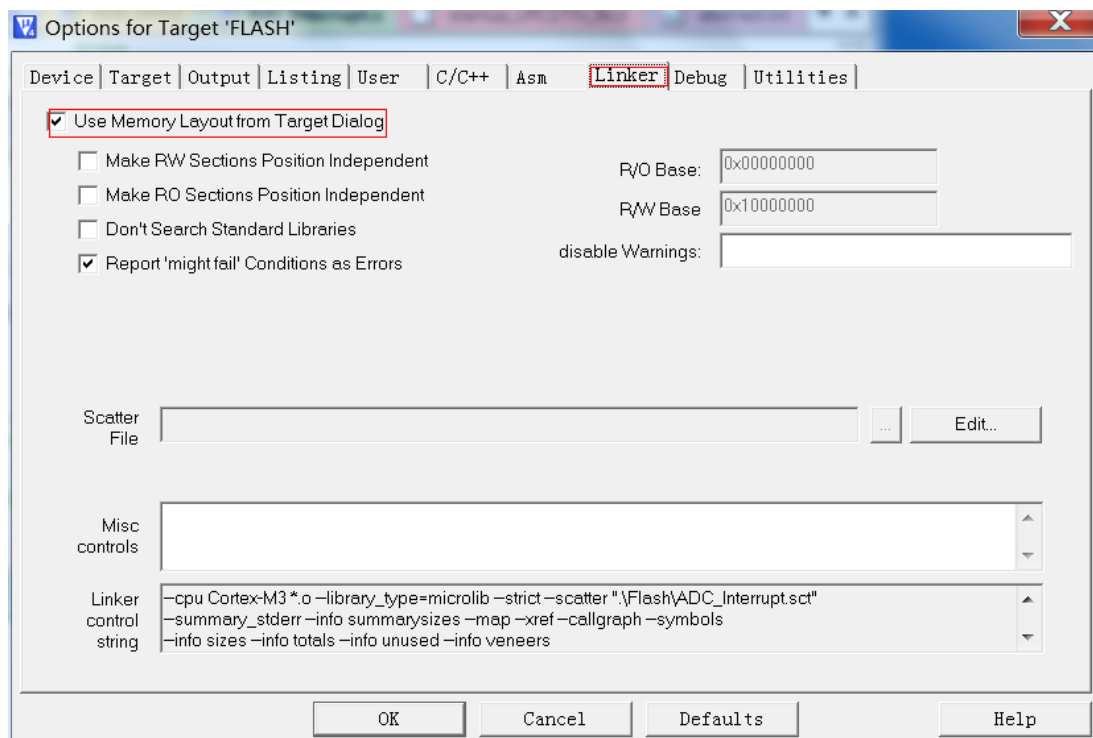 Options for Target 'FLASH'
Device Target Output Listing User C/C++ Asm Linker Debug Utilities
Use Memory Layout from Target Dialog
Make RW Sections Position Independent
Make RO Sections Position Independent
Don't Search Standard Libraries
Report 'might fail' Conditions as Errors
R/O Base: 0x00000000
R/W Base 0x10000000
disable Warnings:
Scatter
File
...
Edit...
Misc
controls
Linker
control
string
–cpu Cortex-M3 *.o –library_type=microlib –strict –scatter ".\Flash\ADC_Interrupt.sct"
–summary_stderr –info summarysizes –map –xref –callgraph –symbols
–info sizes –info totals –info unused –info veneers
OK Cancel Defaults Help